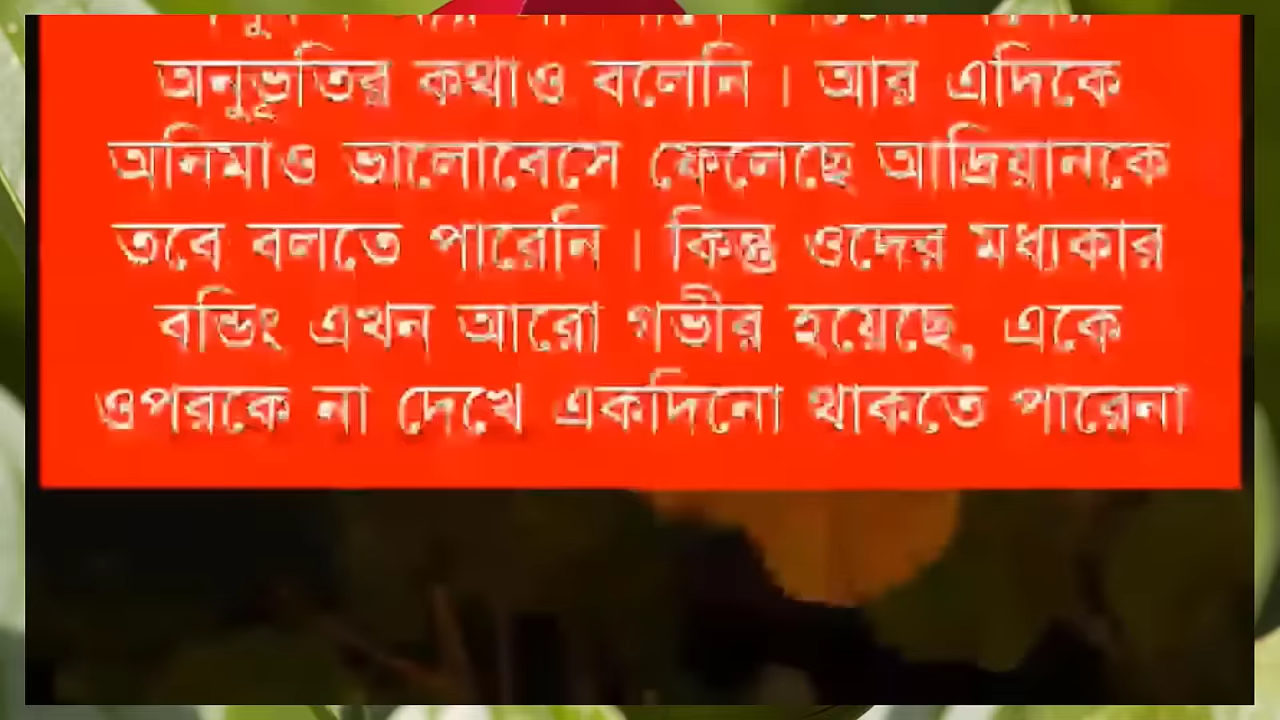 অনুভূতির কথাও বলেনি । আর এদিকে
অনিমাও ভালোবেসে ফেলেছে আদ্রিয়ানকে
তবে বলতে পারেনি । কিন্তু ওদের মধ্যকার
বন্ডিং এখন আরো গভীর হয়েছে, একে
ওপরকে না দেখে একদিনো থাকতে পারেনা